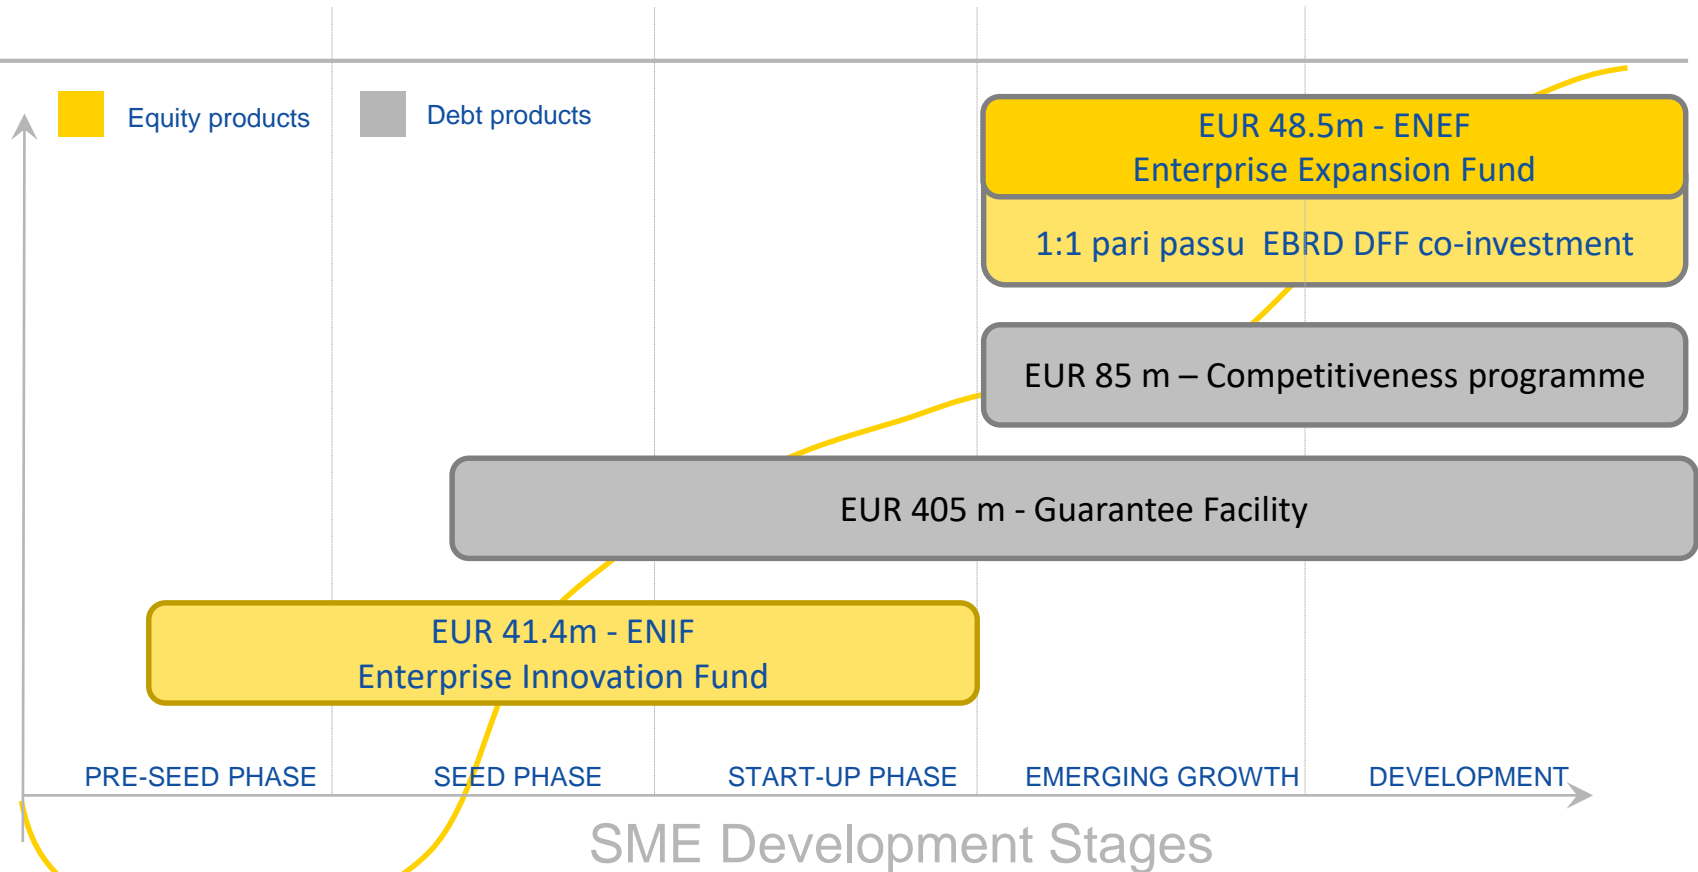 Equity products
Debt products
EUR 48.5m - ENEF
Enterprise Expansion Fund
1:1 pari passu EBRD DFF co-investment
EUR 85 m – Competitiveness programme
EUR 405 m - Guarantee Facility
EUR 41.4m - ENIF
Enterprise Innovation Fund
PRE-SEED PHASE
SEED PHASE
START-UP PHASE
EMERGING GROWTH
DEVELOPMENT
SME Development Stages